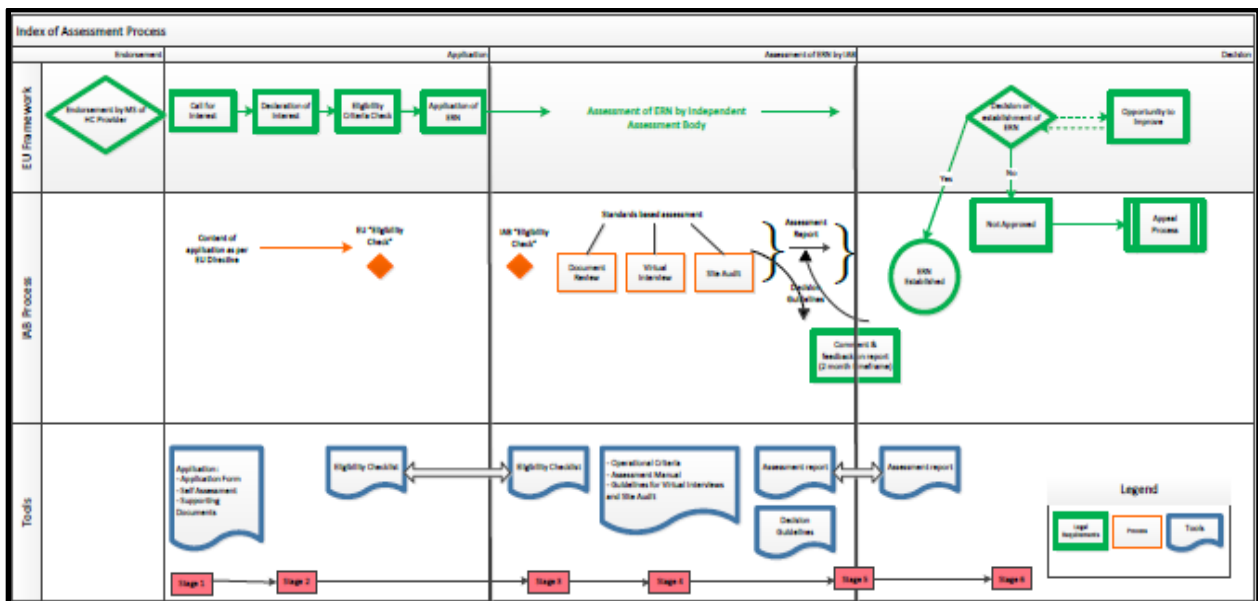 Index of Assessment Process
Endorsement
Application
Assessment of ERN by IAB
Decision
EU Framework
Endorsement by MS of
HC Provider
Call for
Interest
Declaration of
Interest
Eligibility
Criteria Check
Application of
ERN
Assessment of ERN by Independent
Assessment Body
Decision on
establishment of
ERN
Opportunity to
Improve
Yes
No
IAB Process
Content of
application as per
EU Directive
EU "Eligibility
Check"
IAB "Eligibility
Check"
Standards based assessment
Document
Review
Virtual
Interview
Site Audit
Assessment
Report
Decision
Guidelines
Comment &
feedback on report
(2 month timeframe)
Not Approved
Appeal
Process
ERN
Established
Tools
Application:
- Application Form
- Self Assessment
- Supporting
Documents
Eligibility Checklist
Eligibility Checklist
- Operational Criteria
- Assessment Manual
- Guidelines for Virtual Interviews
and Site Audit
Assessment report
Assessment report
Decision
Guidelines
Legend
Legal
Requirements
Process
Tools
Stage 1
Stage 2
Stage 3
Stage 4
Stage 5
Stage 6